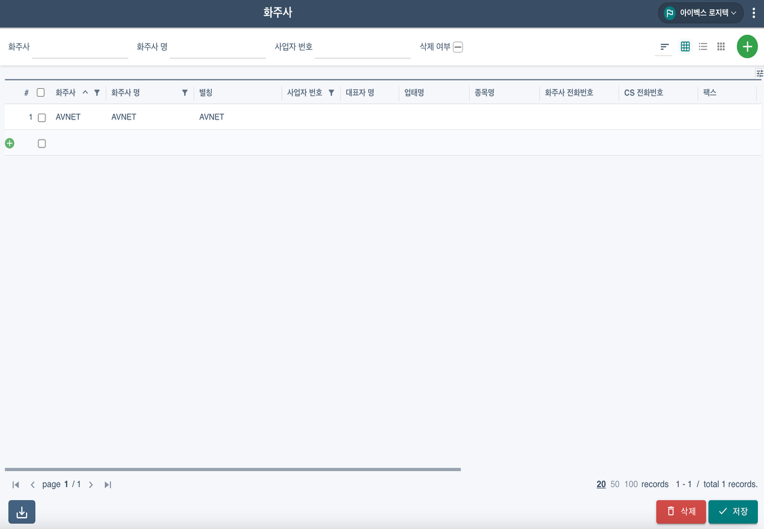 화주사
아이벡스 로지텍
화주사 화주사 명 사업자 번호 삭제 여부
# 화주사 화주사 명 별칭 사업자 번호 대표자 명 업태명 종목명 화주사 전화번호 CS 전화번호 팩스
1 AVNET AVNET AVNET
page 1 / 1 20 50 100 records 1 - 1 / total 1 records.
삭제 저장